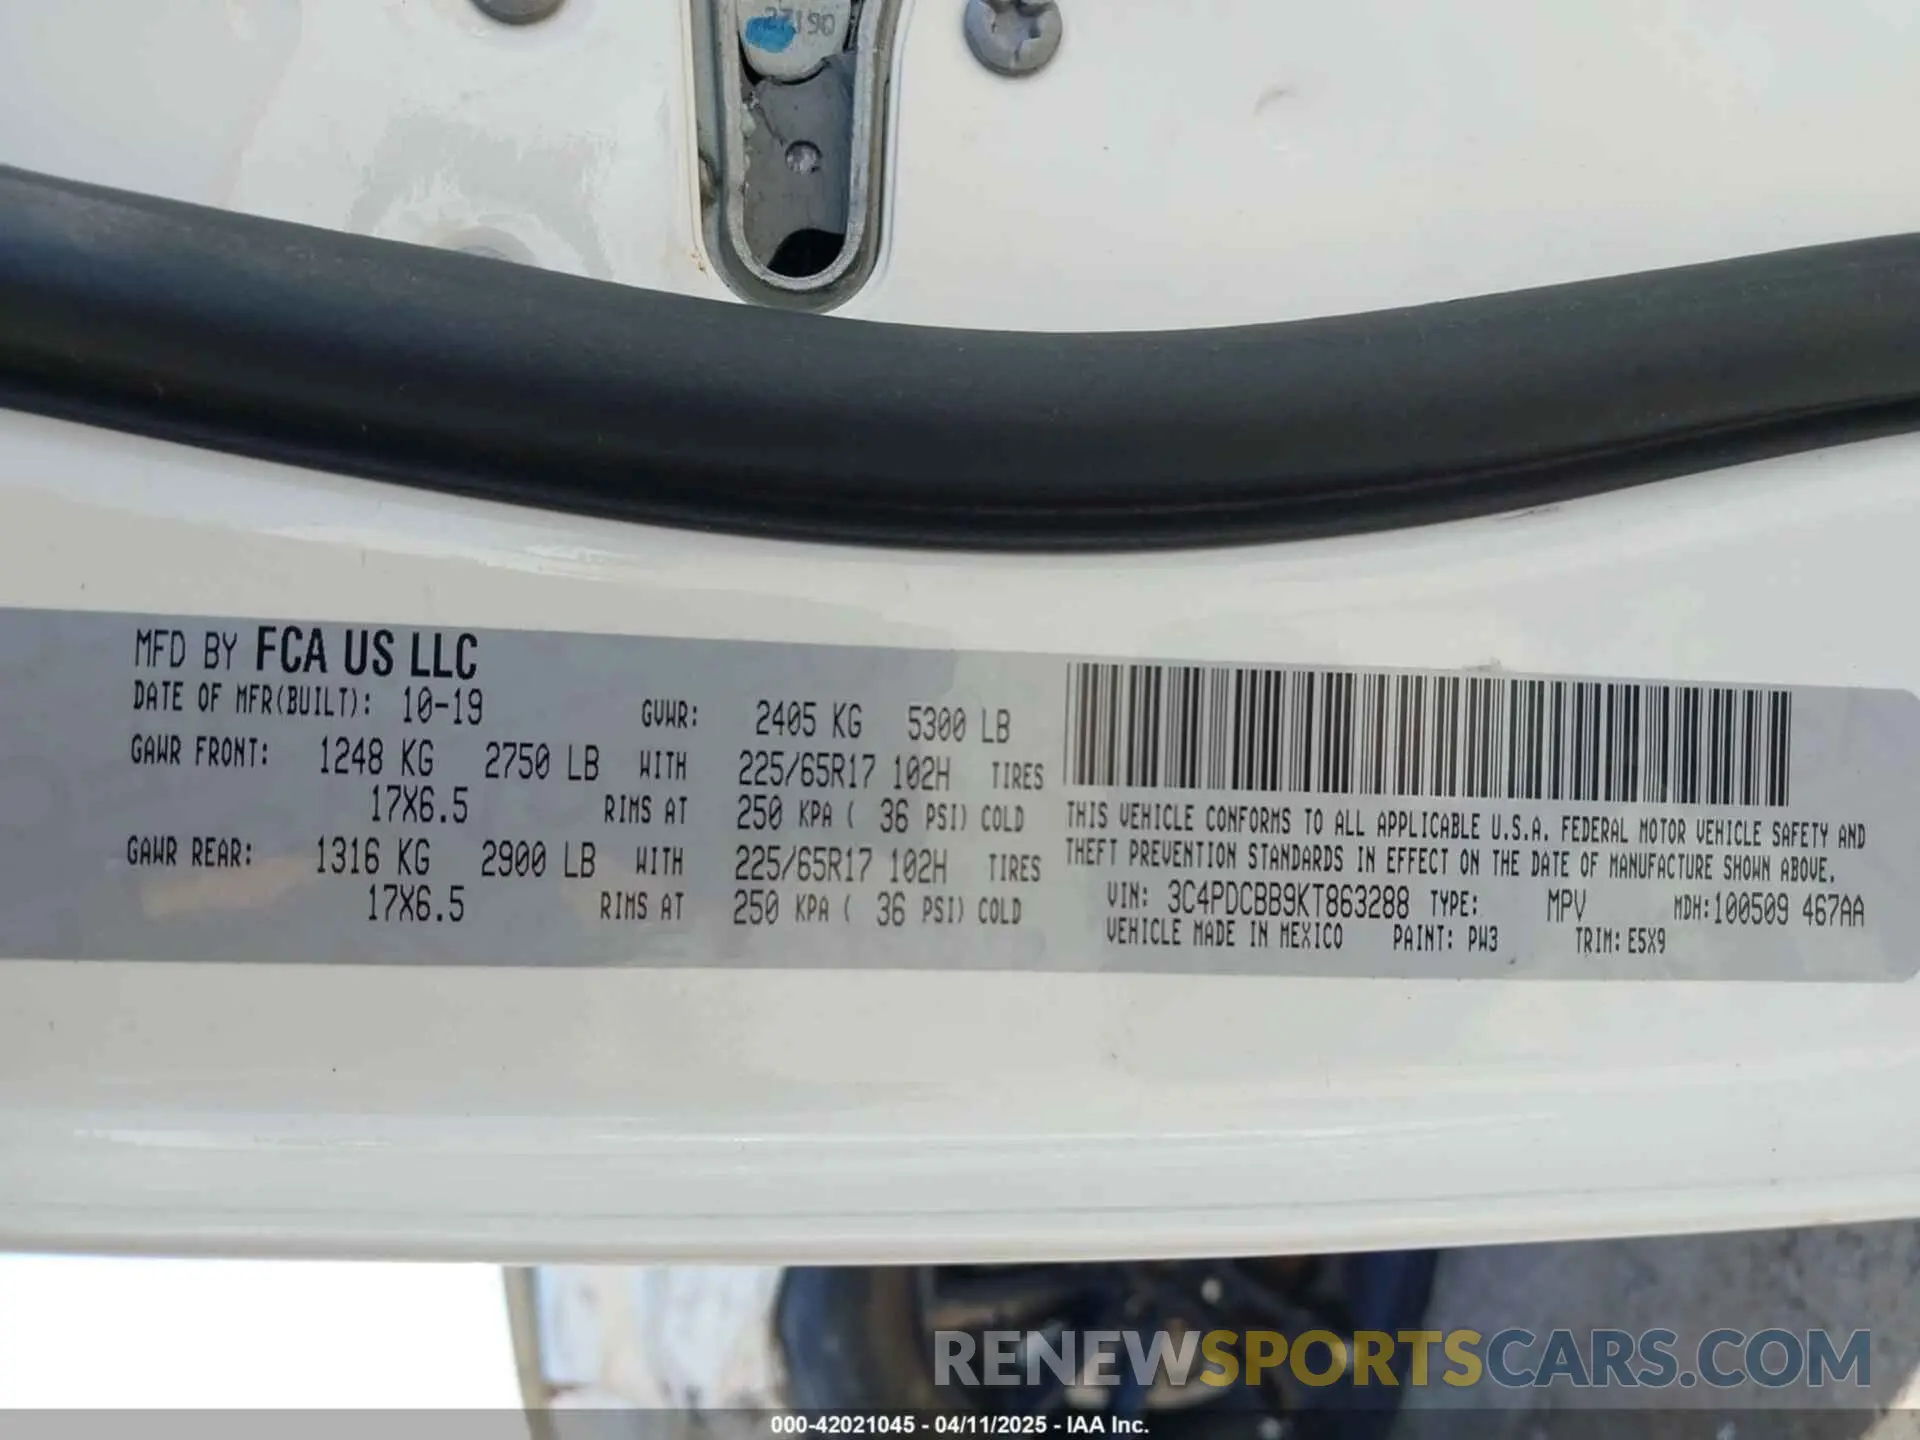 27190
MFD BY FCA US LLC
DATE OF MFR(BUILT): 10-19 GVWR: 2405 KG 5300 LB
GAWR FRONT: 1248 KG 2750 LB WITH 225/65R17 102H TIRES
17X6.5 RIMS AT 250 KPA ( 36 PSI) COLD
GAWR REAR: 1316 KG 2900 LB WITH 225/65R17 102H TIRES
17X6.5 RIMS AT 250 KPA ( 36 PSI) COLD
THIS VEHICLE CONFORMS TO ALL APPLICABLE U.S.A. FEDERAL MOTOR VEHICLE SAFETY AND
THEFT PREVENTION STANDARDS IN EFFECT ON THE DATE OF MANUFACTURE SHOWN ABOVE.
VIN: 3C4PDCBB9KT863288 TYPE: MPV MDH:100509 467AA
VEHICLE MADE IN MEXICO PAINT: PW3 TRIM: E5X9
RENEWSPORTSCARS.COM
000-42021045 - 04/11/2025 - IAA Inc.